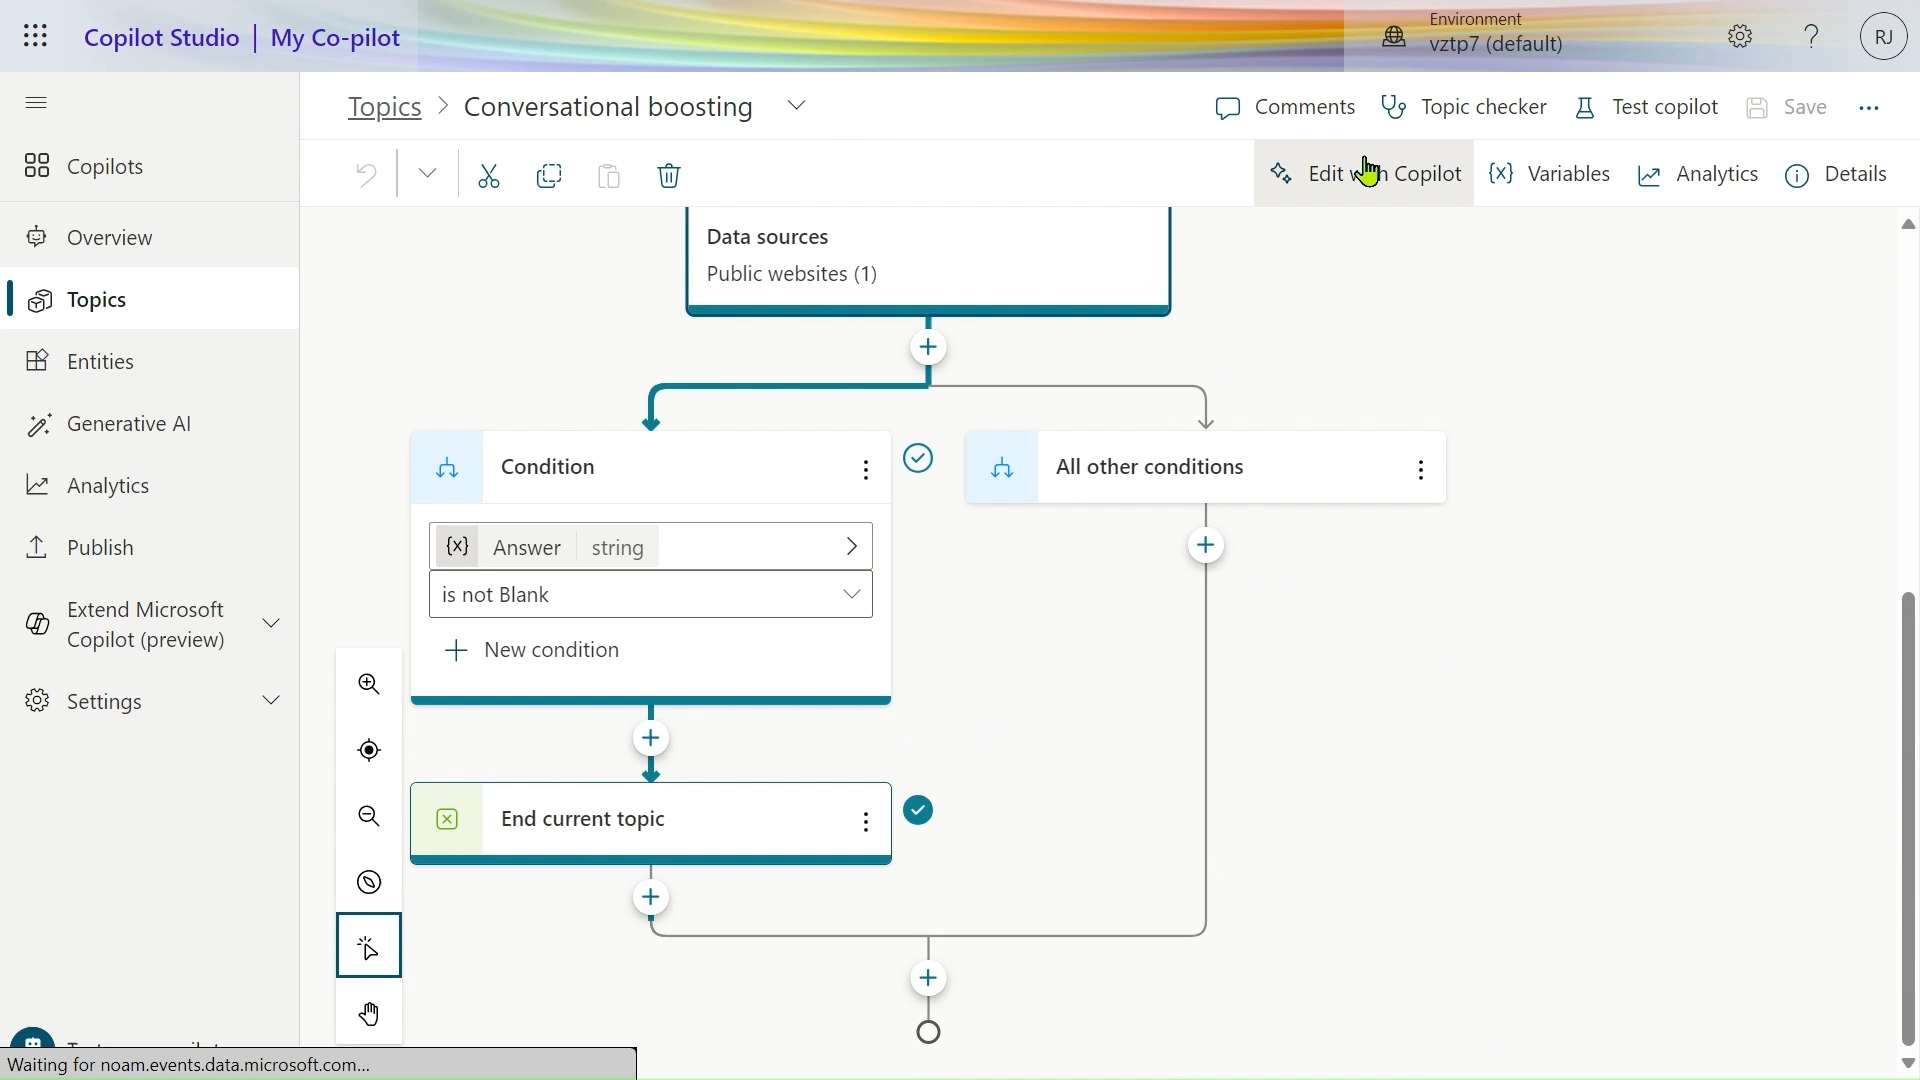 Copilot Studio | My Co-pilot
Environment
vztp7 (default)
RJ
Topics > Conversational boosting
Comments
Topic checker
Test copilot
Save
Copilots
Edit with Copilot
{x} Variables
Analytics
Details
Overview
Topics
Entities
Generative AI
Analytics
Publish
Extend Microsoft
Copilot (preview)
Settings
Data sources
Public websites (1)
Condition
All other conditions
{x} Answer string
is not Blank
New condition
End current topic
Waiting for noam.events.data.microsoft.com...